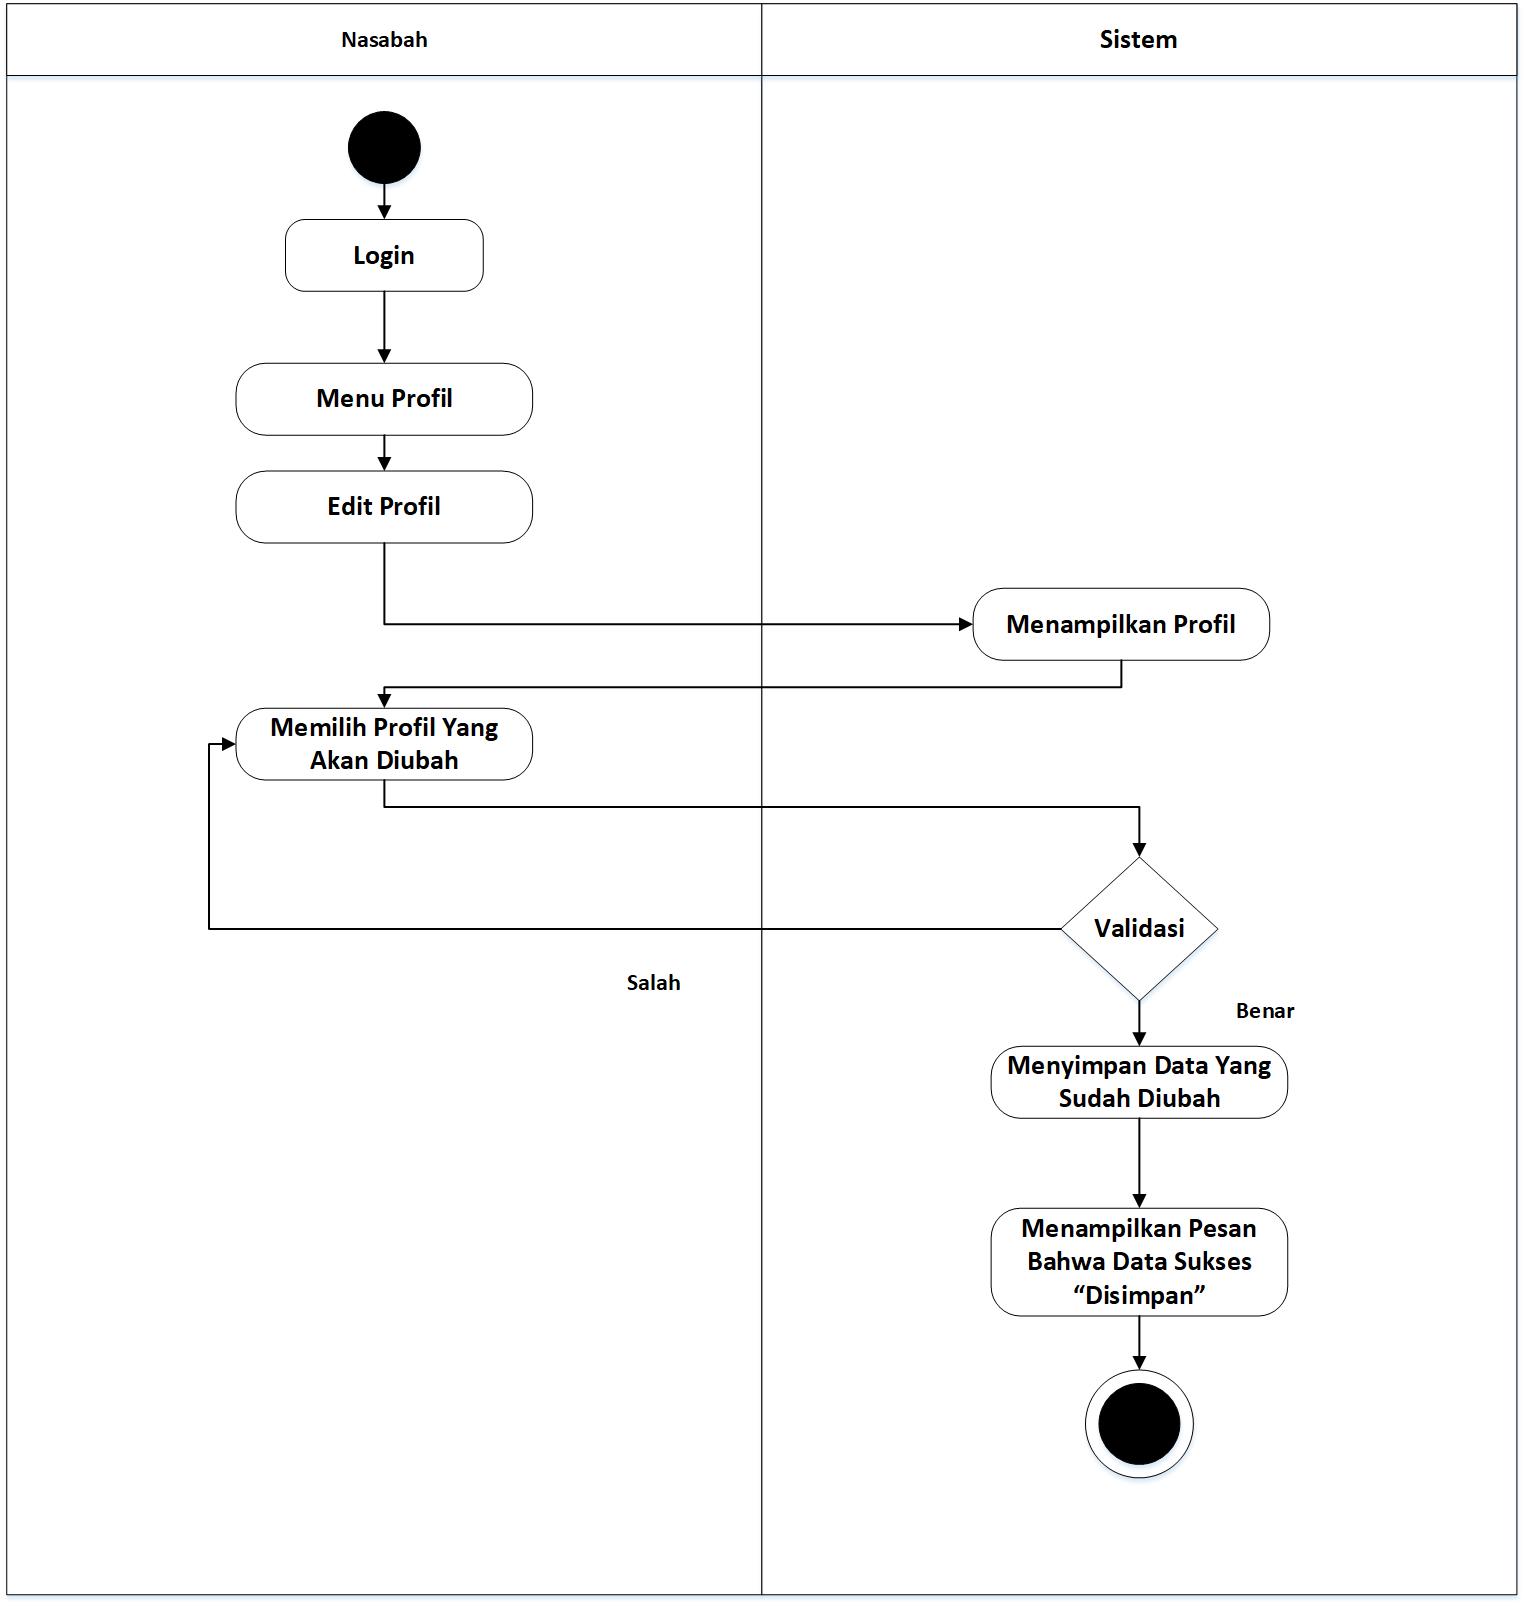 Nasabah
Sistem
Login
Menu Profil
Edit Profil
Menampilkan Profil
Memilih Profil Yang
Akan Diubah
Validasi
Salah
Benar
Menyimpan Data Yang
Sudah Diubah
Menampilkan Pesan
Bahwa Data Sukses
“Disimpan”